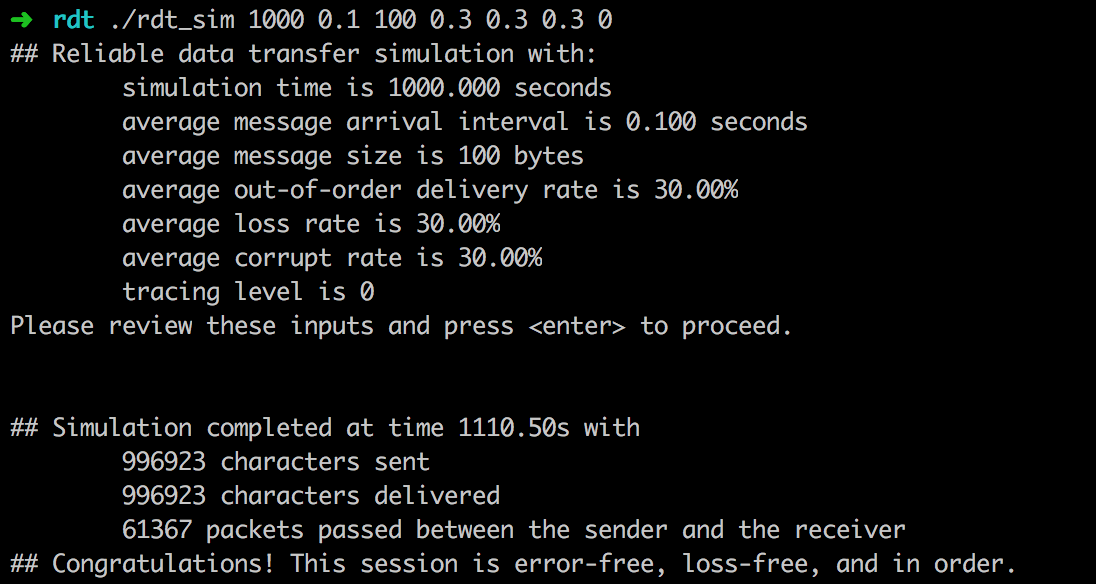 ➜ rdt ./rdt_sim 1000 0.1 100 0.3 0.3 0.3 0
## Reliable data transfer simulation with:
simulation time is 1000.000 seconds
average message arrival interval is 0.100 seconds
average message size is 100 bytes
average out-of-order delivery rate is 30.00%
average loss rate is 30.00%
average corrupt rate is 30.00%
tracing level is 0
Please review these inputs and press <enter> to proceed.
## Simulation completed at time 1110.50s with
996923 characters sent
996923 characters delivered
61367 packets passed between the sender and the receiver
## Congratulations! This session is error-free, loss-free, and in order.